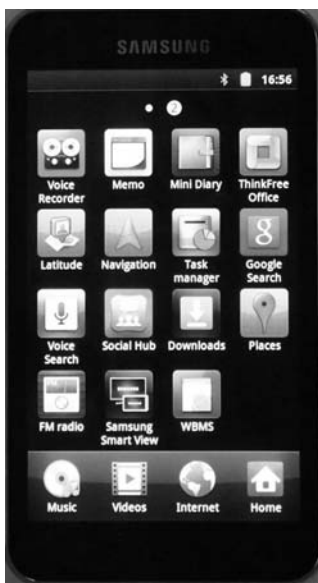 SAMSUNG
16:56
2
Voice Recorder
Memo
Mini Diary
ThinkFree Office
Latitude
Navigation
Task manager
Google Search
8
Voice Search
Social Hub
Downloads
Places
FM radio
Samsung Smart View
WBMS
Music
Videos
Internet
Home